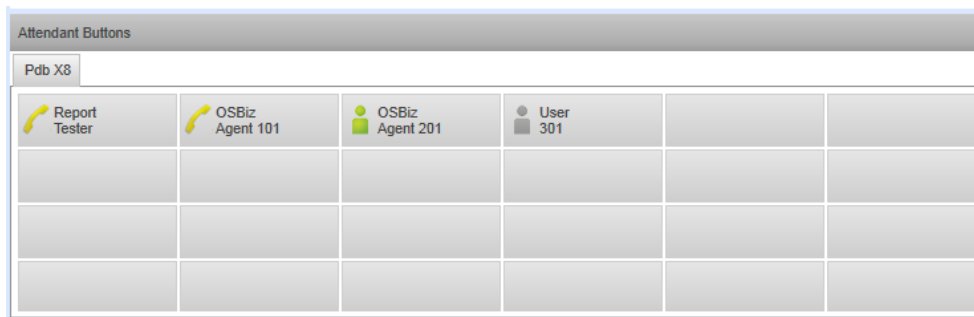 Attendant Buttons
Pdb X8
Report
Tester
OSBiz
Agent 101
OSBiz
Agent 201
User
301